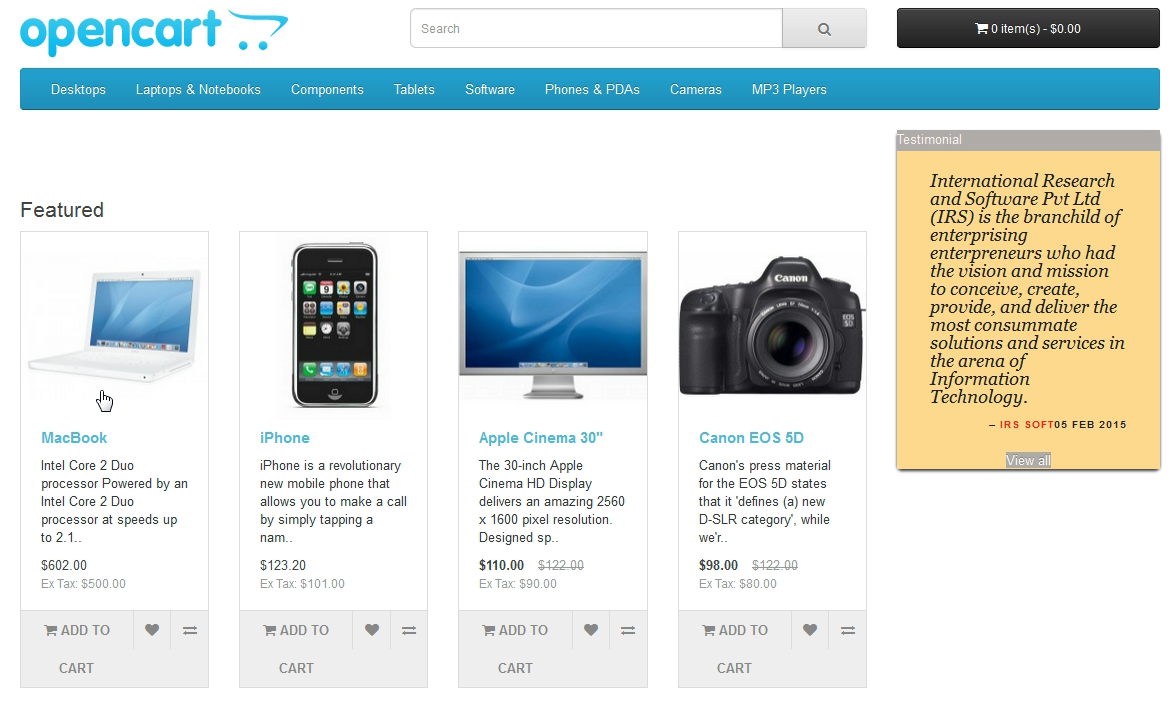 opencart
Search
0 item(s) - $0.00
Desktops Laptops & Notebooks Components Tablets Software Phones & PDAs Cameras MP3 Players
Testimonial
International Research
and Software Pvt Ltd
(IRS) is the branchild of
enterprising
enterpreneurs who had
the vision and mission
to conceive, create,
provide, and deliver the
most consummate
solutions and services in
the arena of
Information
Technology.
– IRS SOFT05 FEB 2015
View all
Featured
MacBook
Intel Core 2 Duo
processor Powered by an
Intel Core 2 Duo
processor at speeds up
to 2.1..
$602.00
Ex Tax: $500.00
ADD TO
CART
iPhone
iPhone is a revolutionary
new mobile phone that
allows you to make a call
by simply tapping a
nam..
$123.20
Ex Tax: $101.00
ADD TO
CART
Apple Cinema 30"
The 30-inch Apple
Cinema HD Display
delivers an amazing 2560
x 1600 pixel resolution.
Designed sp..
$110.00 $122.00
Ex Tax: $90.00
ADD TO
CART
Canon
EOS
5D
Canon EOS 5D
Canon's press material
for the EOS 5D states
that it 'defines (a) new
D-SLR category', while
we'r..
$98.00 $122.00
Ex Tax: $80.00
ADD TO
CART